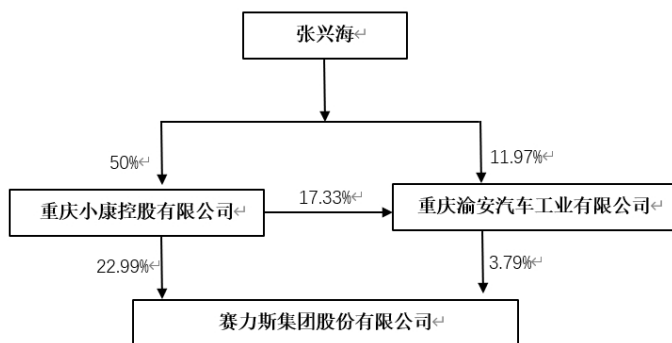 张兴海
50%
11.97%
重庆小康控股有限公司
17.33%
重庆渝安汽车工业有限公司
22.99%
3.79%
赛力斯集团股份有限公司